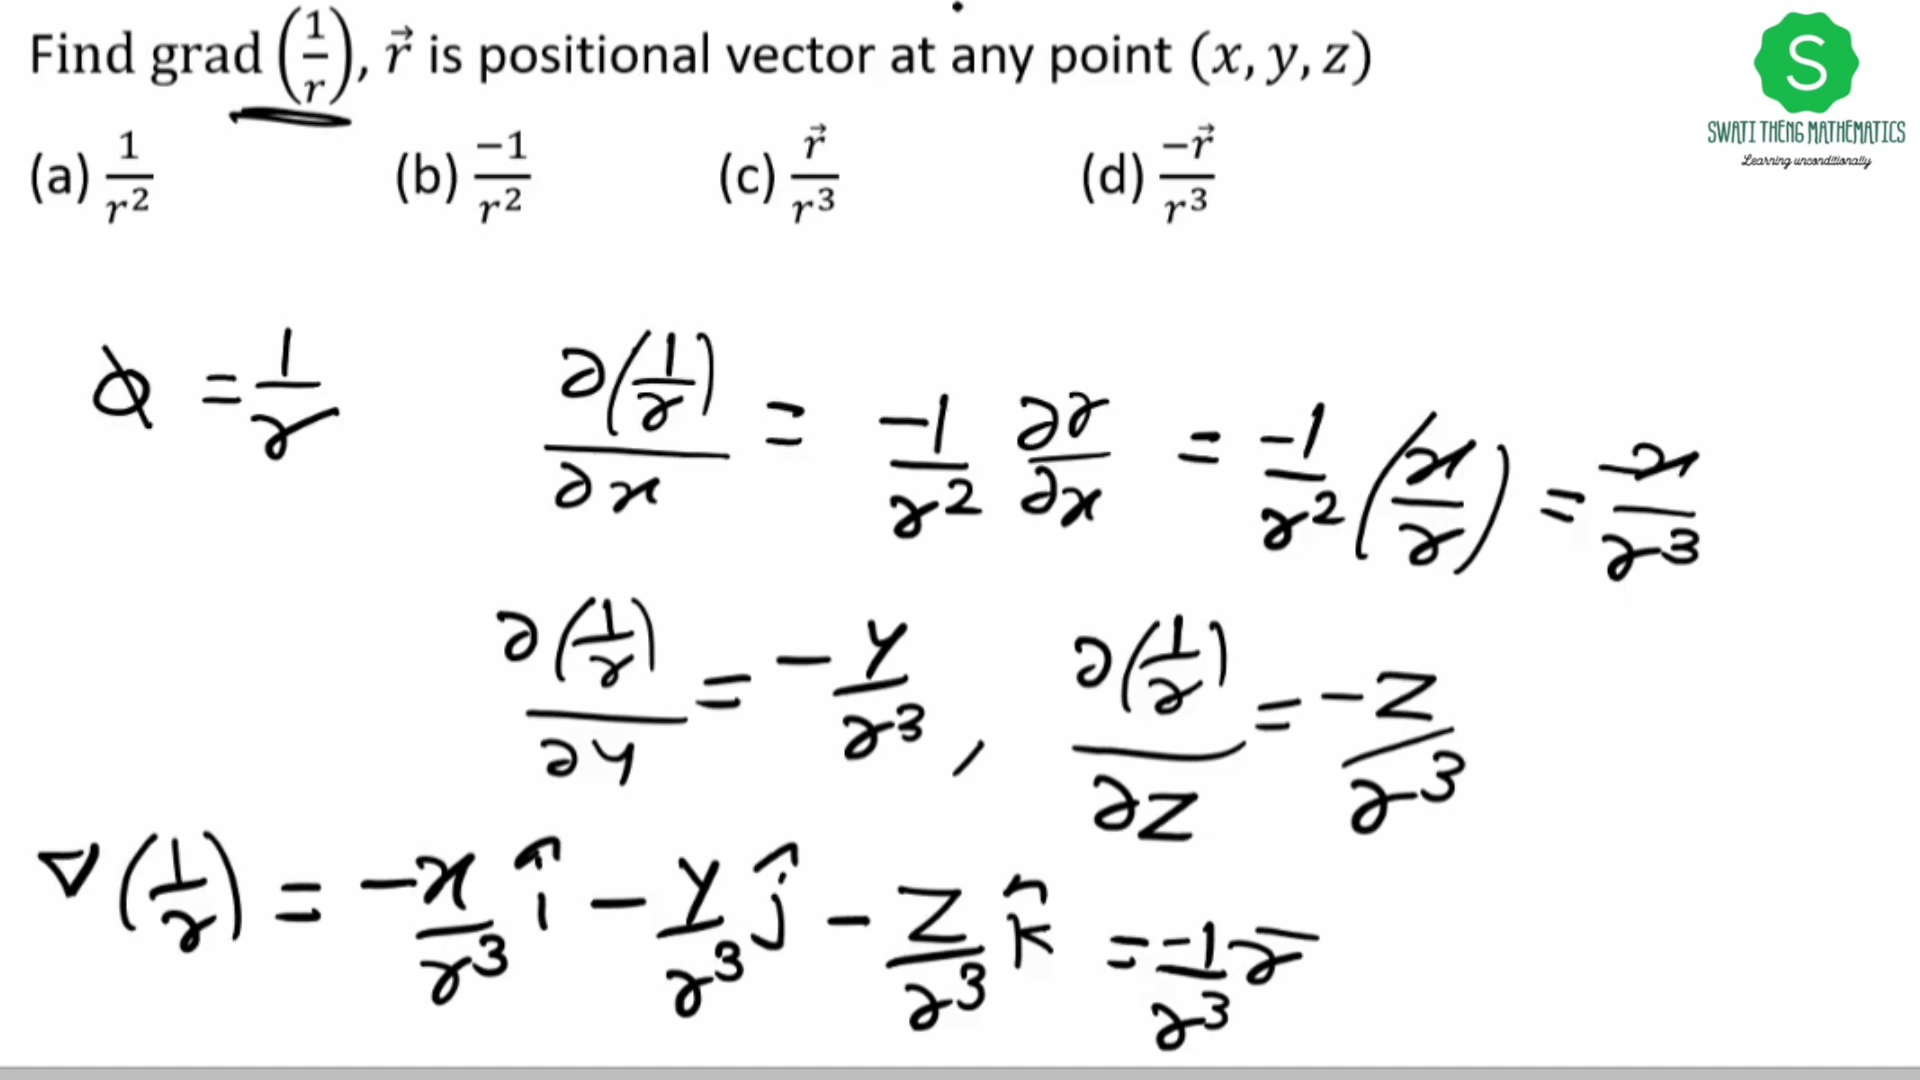 Find grad (1/r), r⃗ is positional vector at any point (x, y, z)
(a) 1/r² (b) −1/r² (c) r⃗/r³ (d) −r⃗/r³
S
SWATI THENG MATHEMATICS
Learning unconditionally
ϕ = 1/r ∂(1/r)/∂x = −1/r² ∂r/∂x = −1/r² (x/r) = −x/r³
∂(1/r)/∂y = −y/r³ , ∂(1/r)/∂z = −z/r³
∇(1/r) = −x/r³ î − y/r³ ĵ − z/r³ k̂ = −1/r³ r̄